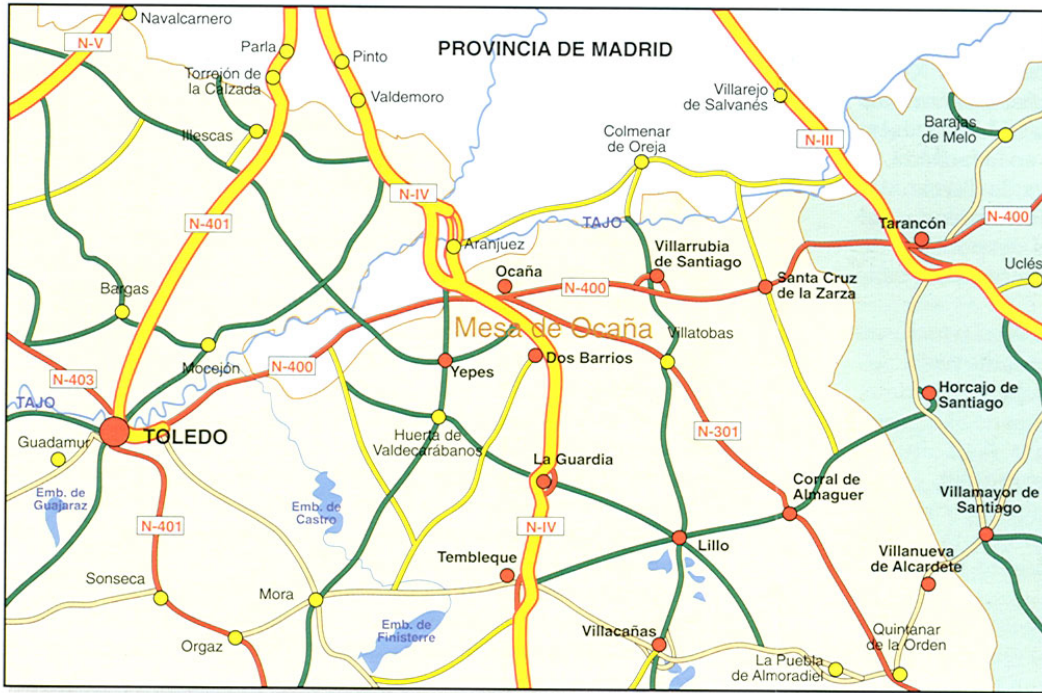 Navalcarnero
N-V
Parla
Pinto
PROVINCIA DE MADRID
Torrejón de
la Calzada
Valdemoro
Villarejo
de Salvanés
Illescas
Colmenar
de Oreja
N-III
Barajas
de Melo
N-IV
N-401
TAJO
Tarancón
N-400
Aranjuez
Villarrubia
de Santiago
Uclés
Ocaña
N-400
Santa Cruz
de la Zarza
Bargas
Mesa de Ocaña
Villatobas
Mocejón
N-400
Yepes
Dos Barrios
N-403
TAJO
Horcajo de
Santiago
TOLEDO
Guadamur
Huerta de
Valdecarábanos
N-301
La Guardia
Corral de
Almaguer
Emb. de
Guajaraz
Emb. de
Castro
Villamayor de
Santiago
N-401
N-IV
Lillo
Tembleque
Villanueva
de Alcardete
Sonseca
Mora
Emb. de
Finisterre
Orgaz
Villacañas
Quintanar
de la Orden
La Puebla
de Almoradiel